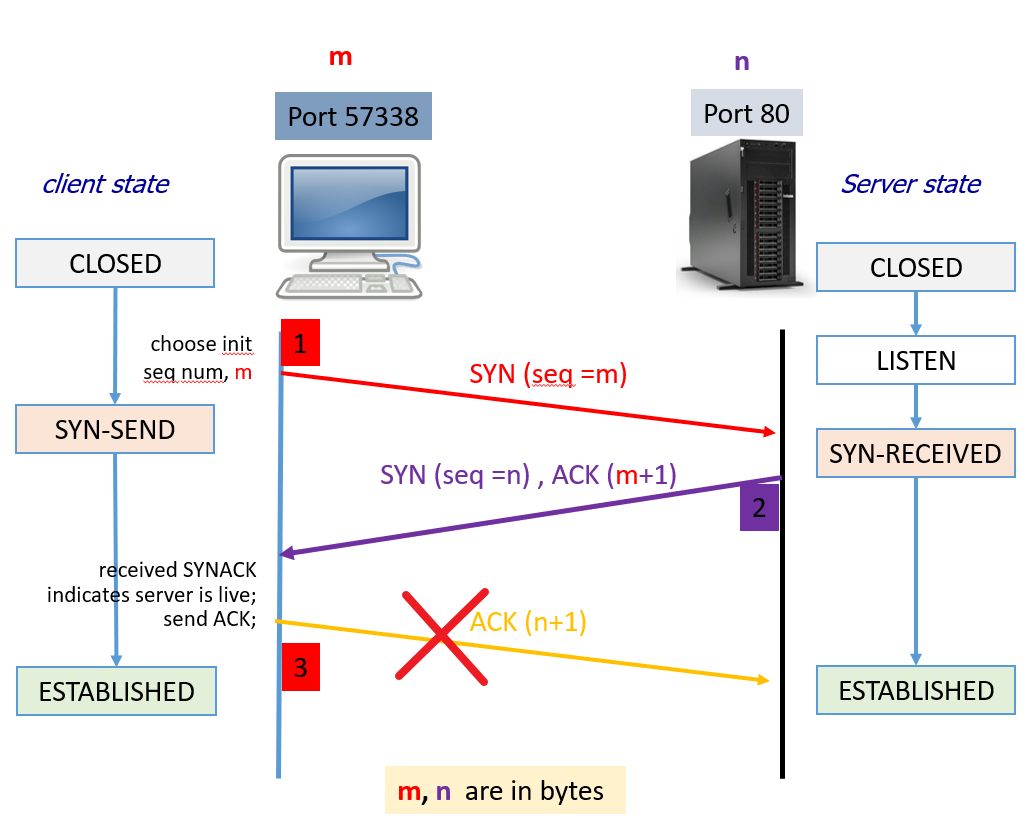 m
n
Port 57338
Port 80
client state
Server state
CLOSED
CLOSED
1
choose init
seq num, m
SYN (seq =m)
LISTEN
SYN-SEND
SYN-RECEIVED
SYN (seq =n) , ACK (m+1)
2
received SYNACK
indicates server is live;
send ACK;
ACK (n+1)
3
ESTABLISHED
ESTABLISHED
m, n are in bytes